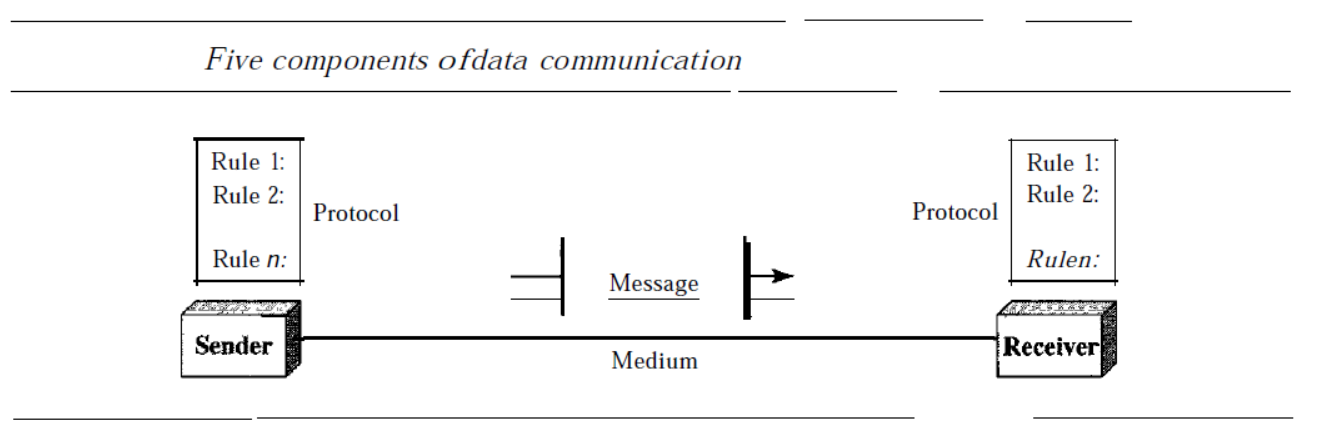 Five components ofdata communication
Rule 1:
Rule 2:
Rule n:
Protocol
Sender
Message
Medium
Protocol
Rule 1:
Rule 2:
Rulen:
Receiver